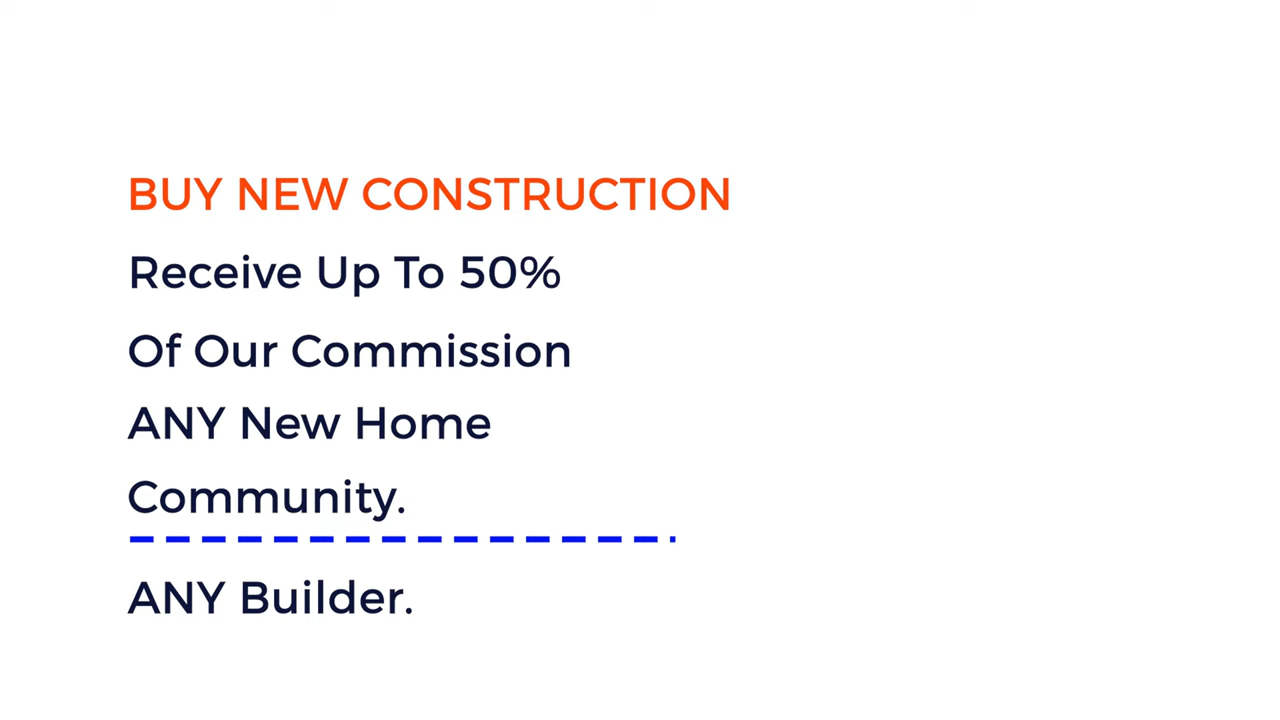 BUY NEW CONSTRUCTION
Receive Up To 50%
Of Our Commission
ANY New Home
Community.
ANY Builder.